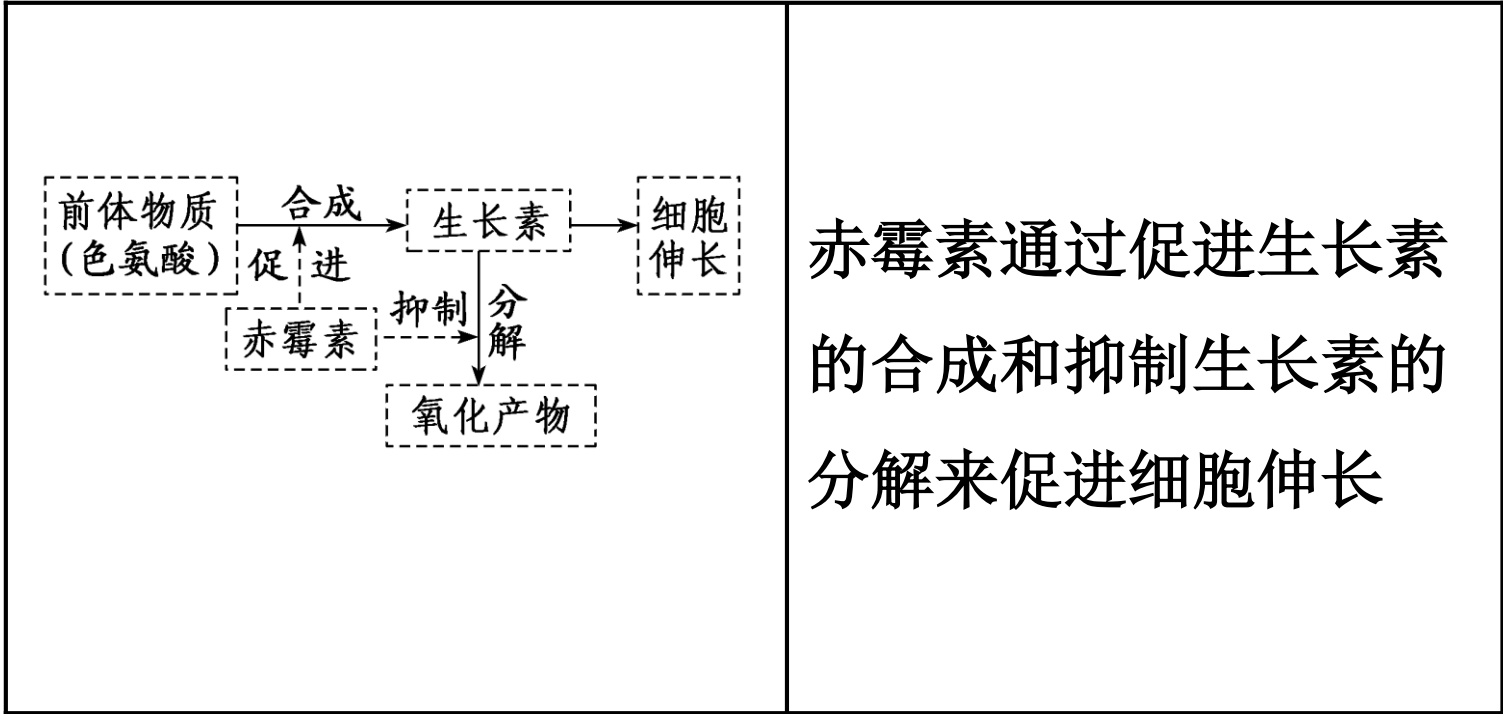 前体物质
(色氨酸)
合成
促进
生长素
细胞
伸长
赤霉素
抑制
分解
氧化产物
赤霉素通过促进生长素
的合成和抑制生长素的
分解来促进细胞伸长